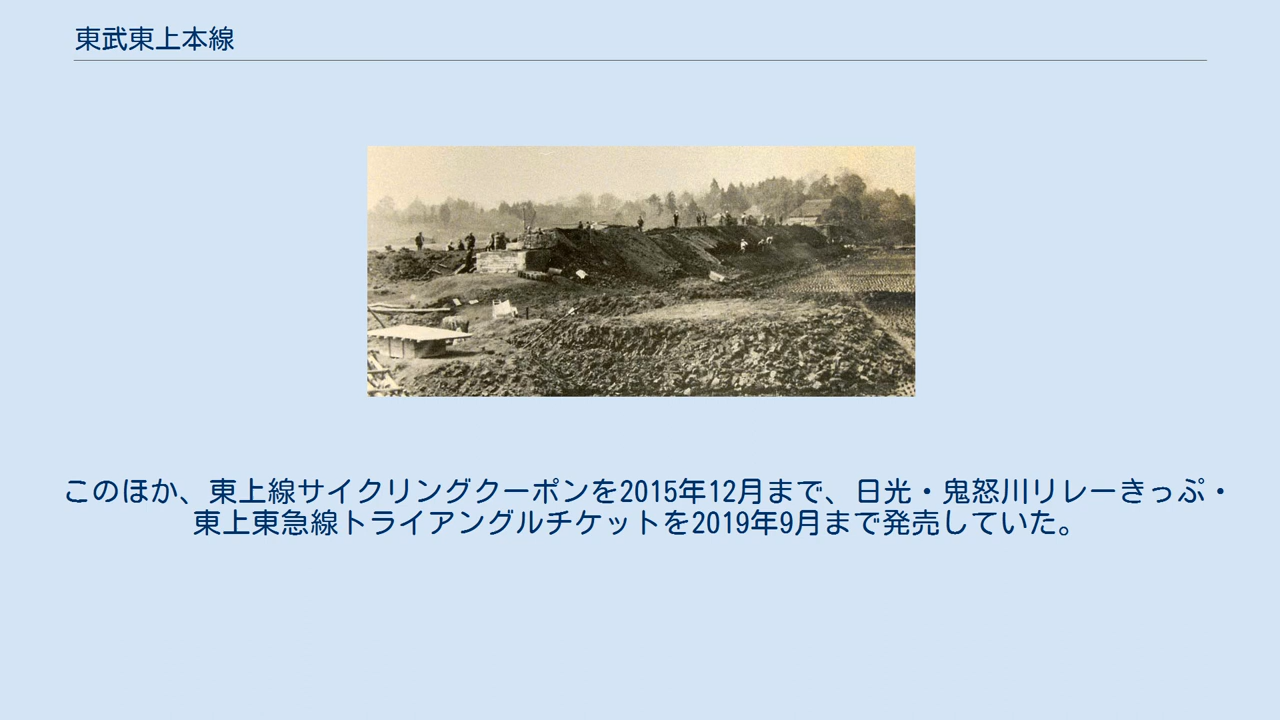 東武東上本線
このほか、東上線サイクリングクーポンを2015年12月まで、日光・鬼怒川リレーきっぷ・
東上東急線トライアングルチケットを2019年9月まで発売していた。